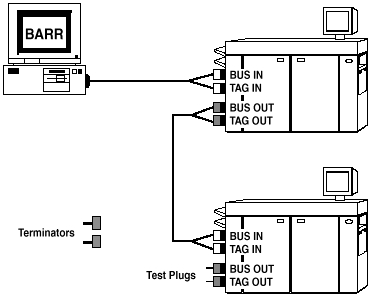 BARR
BUS IN
TAG IN
BUS OUT
TAG OUT
Terminators
BUS IN
TAG IN
Test Plugs
BUS OUT
TAG OUT